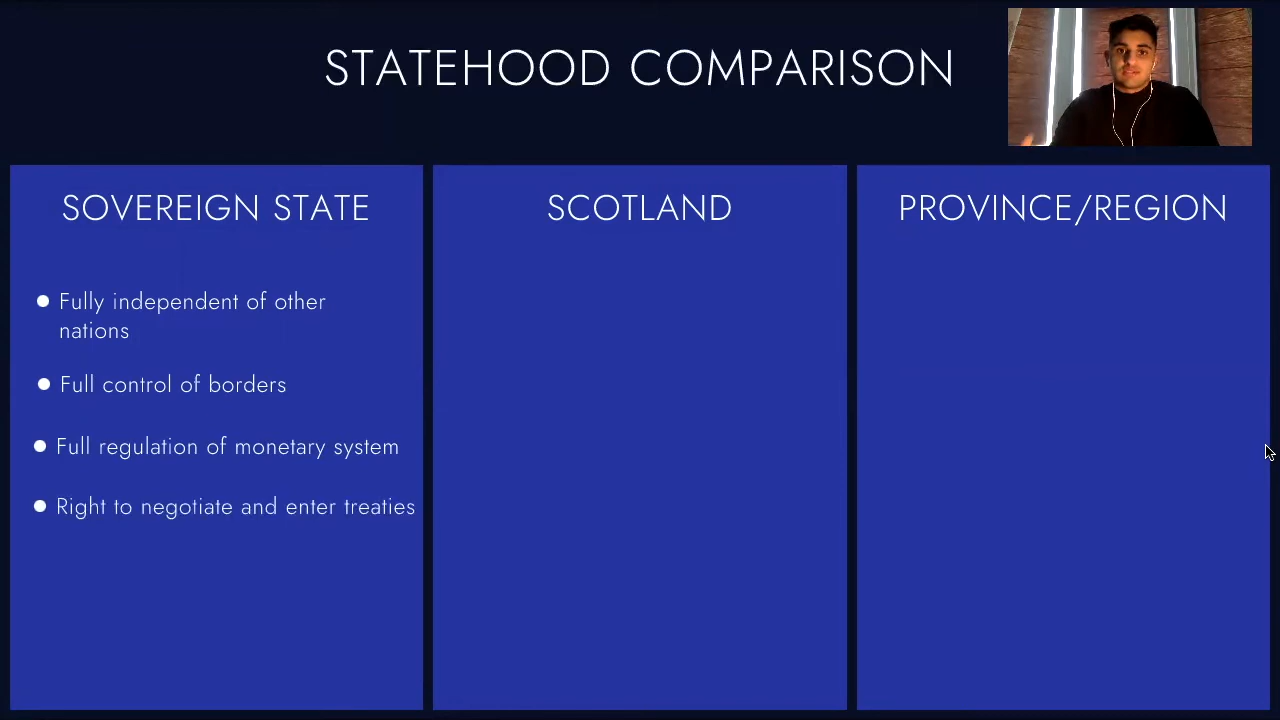 STATEHOOD COMPARISON
SOVEREIGN STATE
Fully independent of other
nations
Full control of borders
Full regulation of monetary system
Right to negotiate and enter treaties
SCOTLAND
PROVINCE/REGION